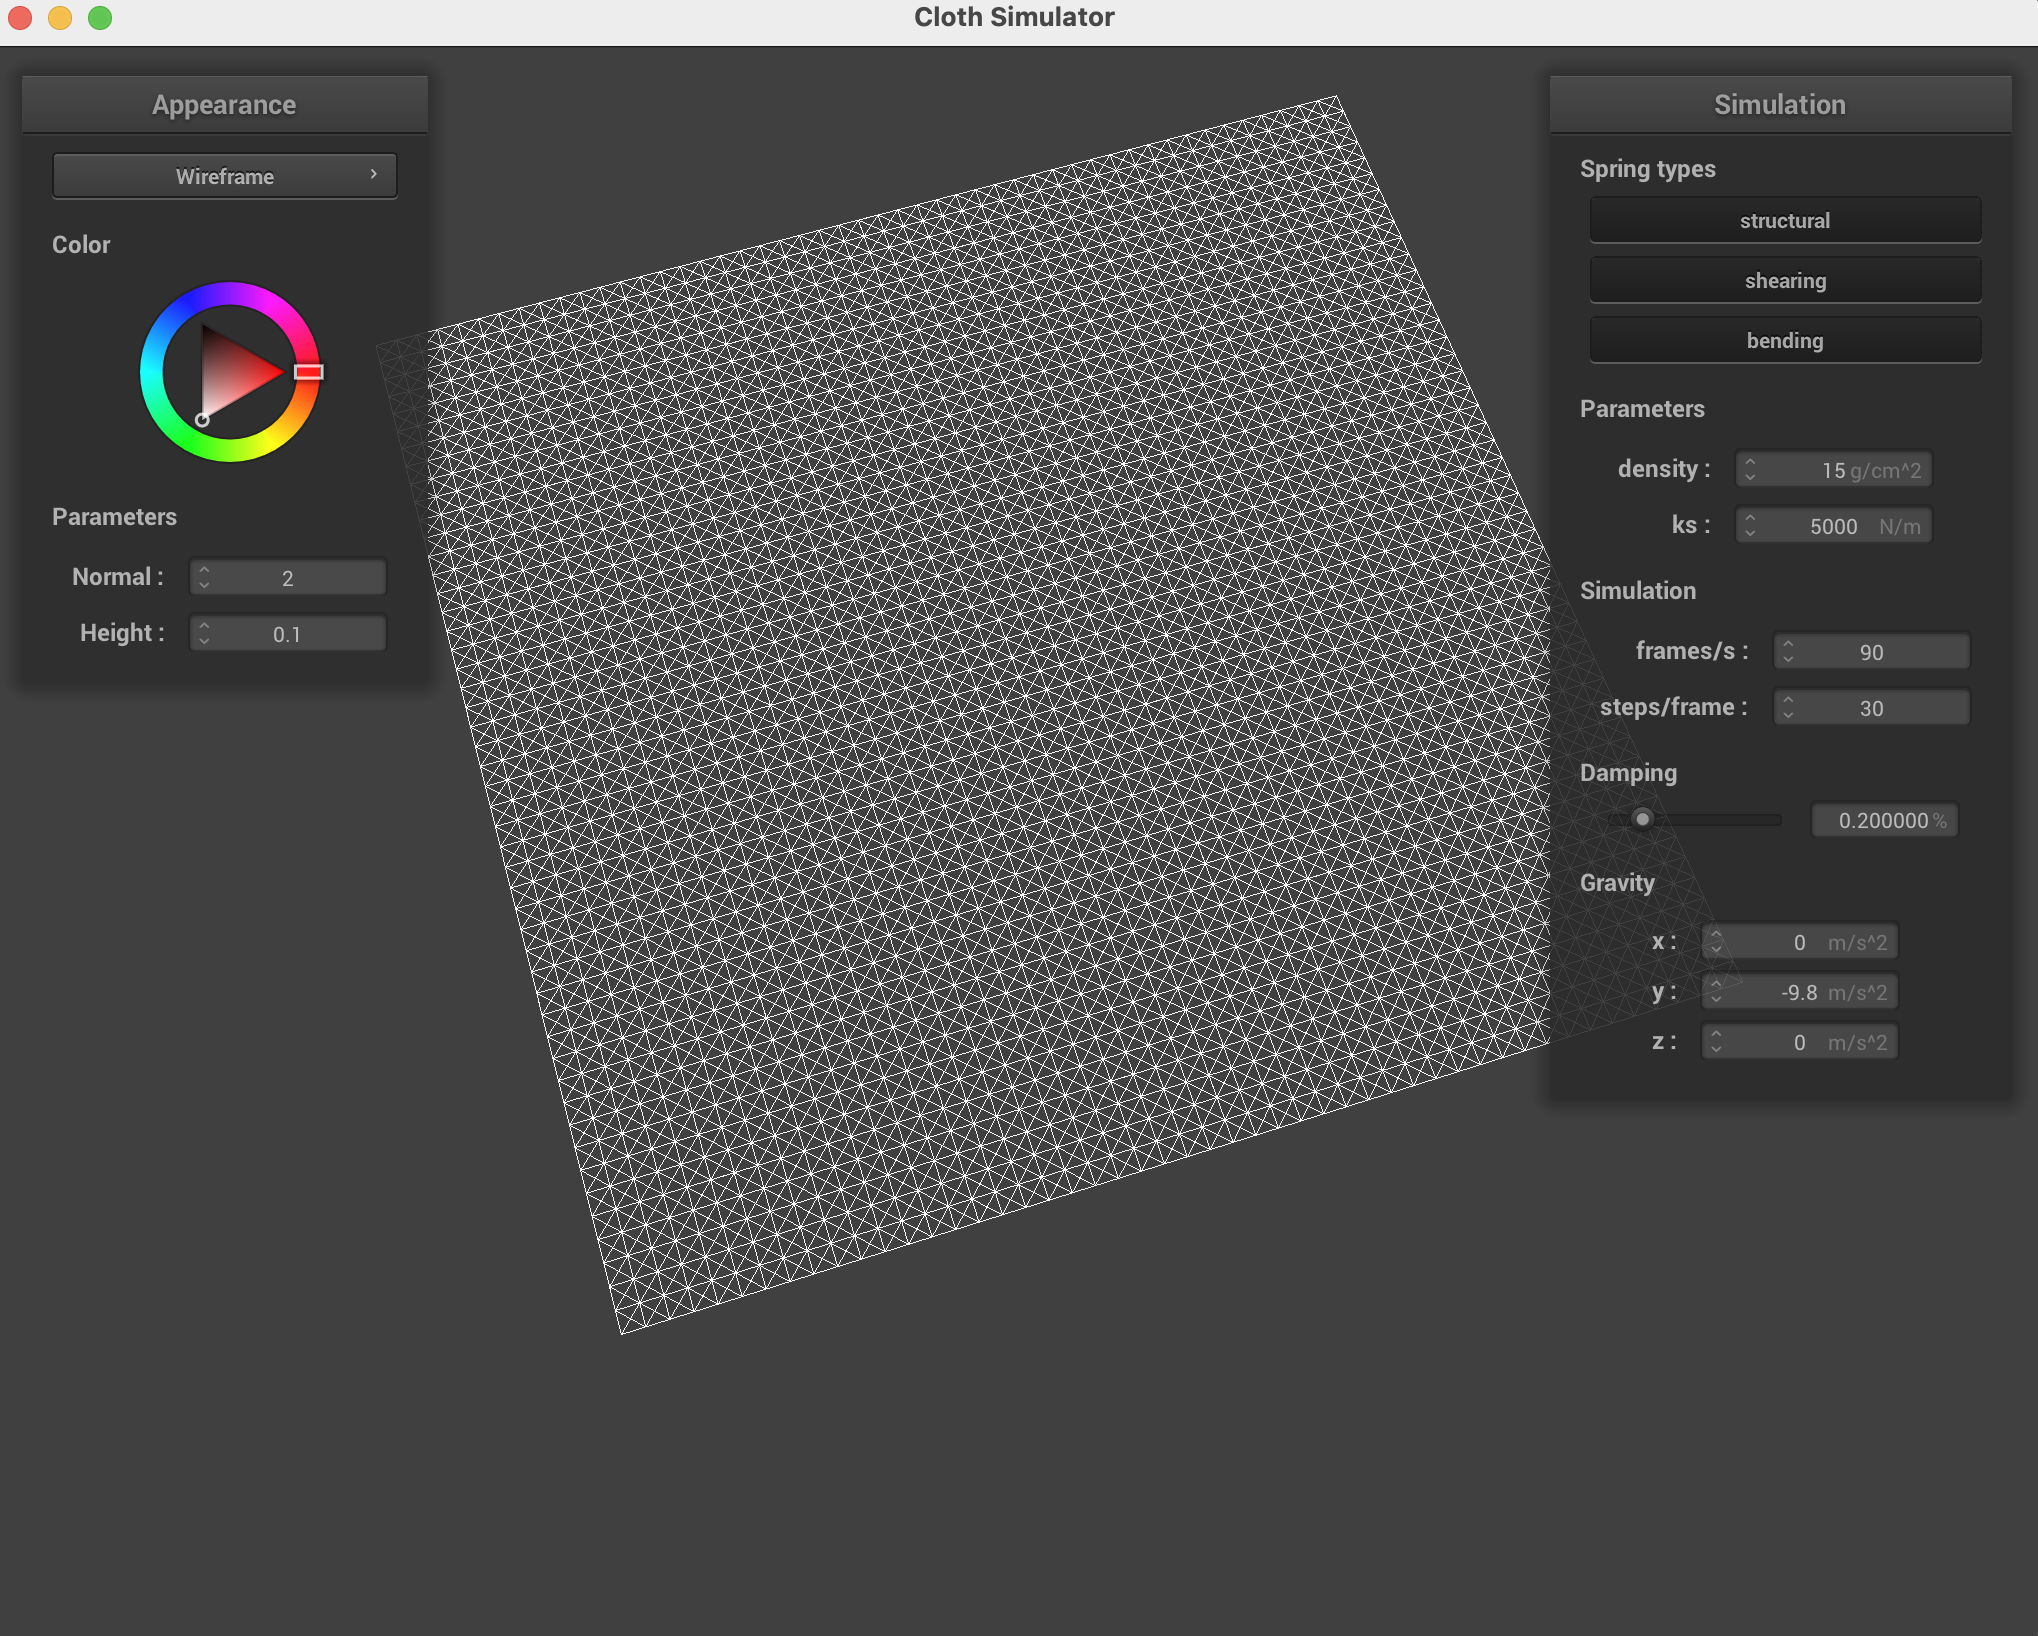 Cloth Simulator
Appearance
Wireframe
Color
Parameters
Normal : 2
Height : 0.1
Simulation
Spring types
structural
shearing
bending
Parameters
density : 15 g/cm^2
ks : 5000 N/m
Simulation
frames/s : 90
steps/frame : 30
Damping
0.200000 %
Gravity
x : 0 m/s^2
y : -9.8 m/s^2
z : 0 m/s^2